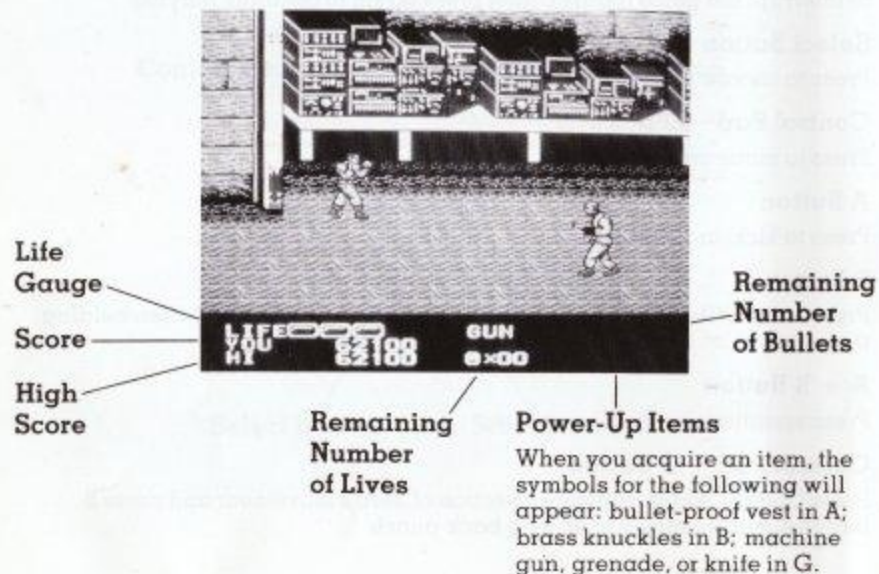 Life
Gauge
Score
High
Score
LIFE GUN
YOU 62100
HI 62100 ×00
Remaining
Number
of Bullets
Remaining
Number
of Lives
Power-Up Items
When you acquire an item, the
symbols for the following will
appear: bullet-proof vest in A;
brass knuckles in B; machine
gun, grenade, or knife in G.